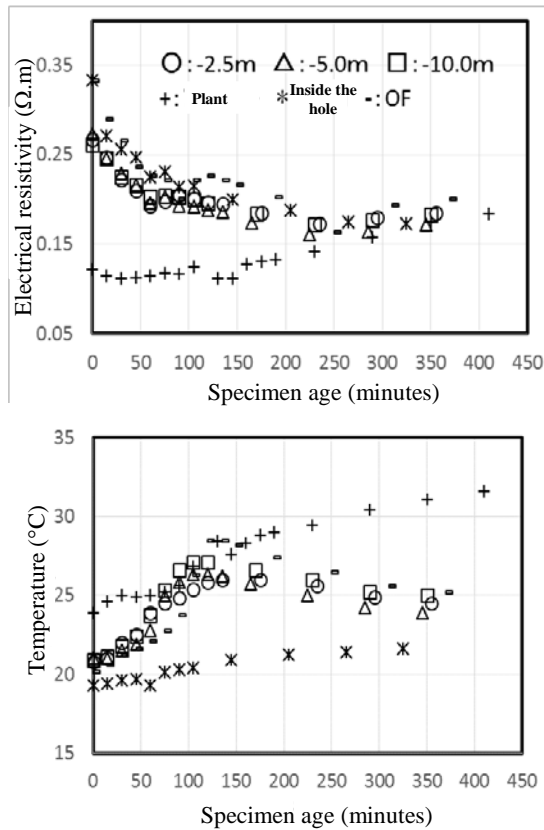 0.35
0.25
0.15
0.05
Electrical resistivity (Ω.m)
: -2.5m : -5.0m : -10.0m
: Plant : Inside the hole : OF
0 50 100 150 200 250 300 350 400 450
Specimen age (minutes)
35
30
25
20
15
Temperature (°C)
0 50 100 150 200 250 300 350 400 450
Specimen age (minutes)